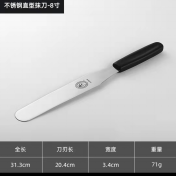 不锈钢直型抹刀-8寸
全长 刀刃长 宽度 重量
31.3cm 20.4cm 3.4cm 71g